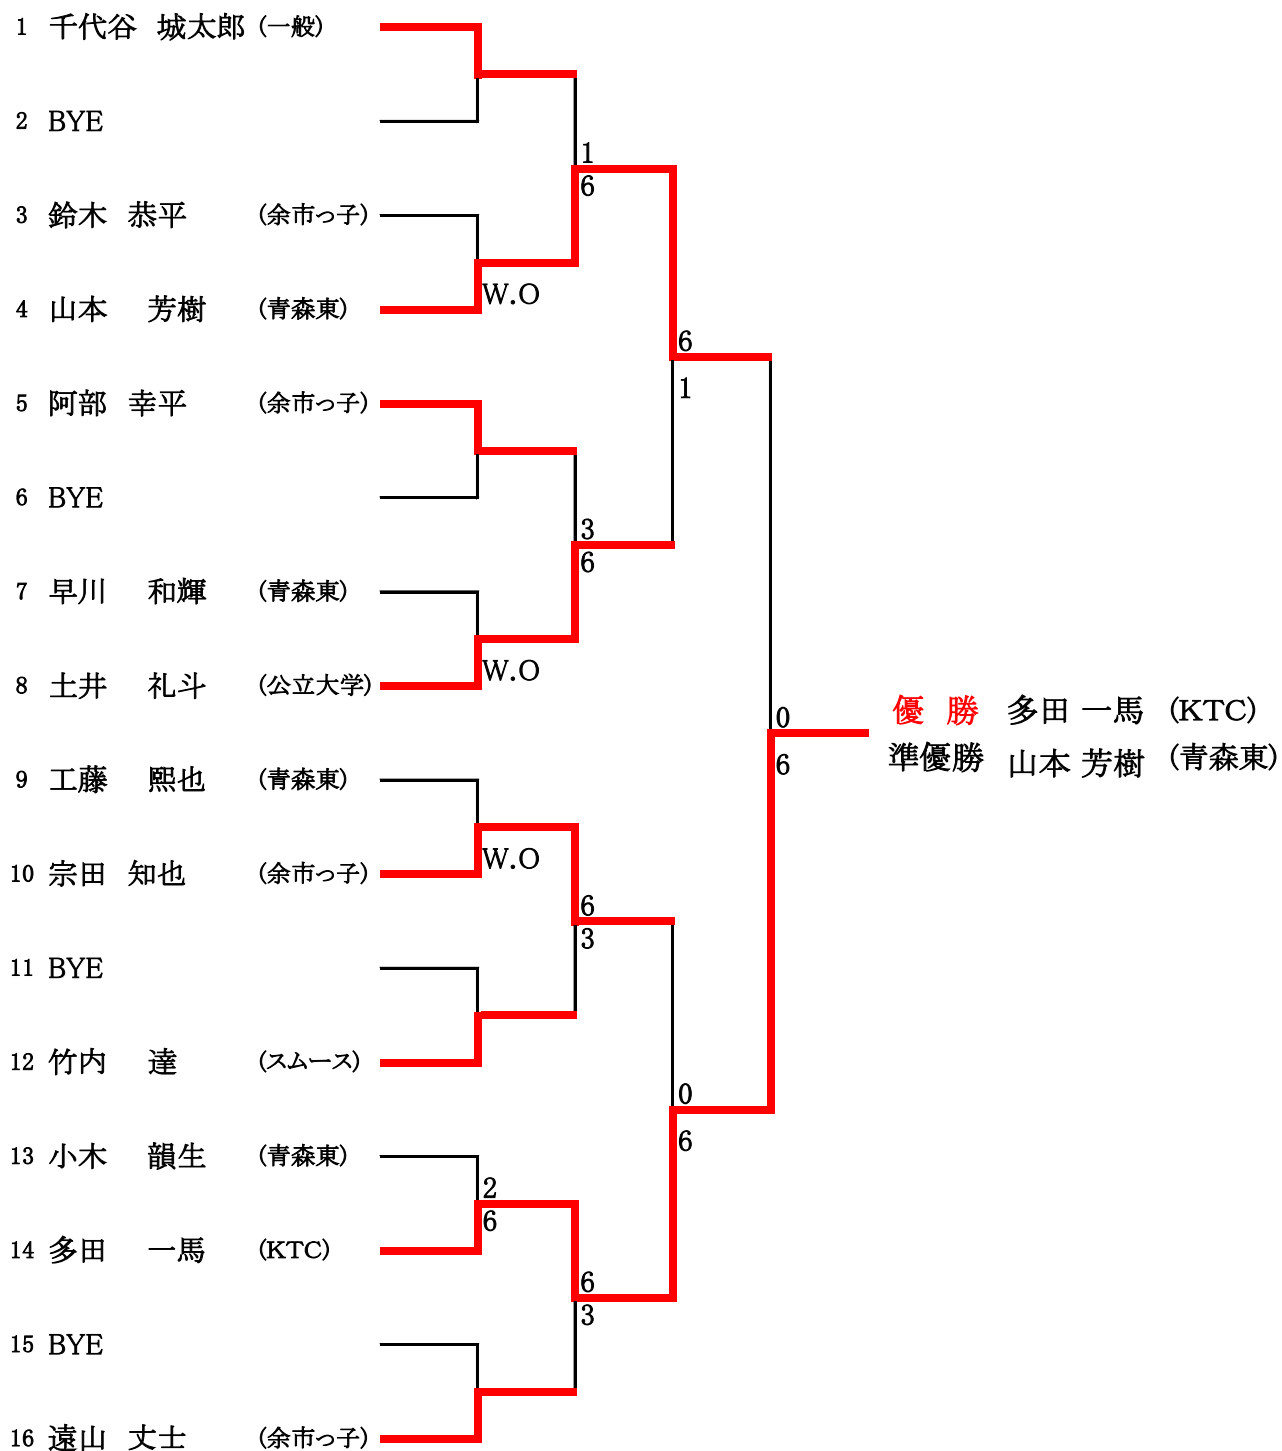 1 千代谷 城太郎 (一般)
2 BYE
1
6
3 鈴木 恭平 (余市っ子)
W.O
4 山本 芳樹 (青森東)
6
1
5 阿部 幸平 (余市っ子)
6 BYE
3
6
7 早川 和輝 (青森東)
W.O
8 土井 礼斗 (公立大学)
0
6
優 勝 多田 一馬 (KTC)
準優勝 山本 芳樹 (青森東)
9 工藤 熙也 (青森東)
W.O
10 宗田 知也 (余市っ子)
6
3
11 BYE
12 竹内 達 (スムース)
0
6
13 小木 韻生 (青森東)
2
6
14 多田 一馬 (KTC)
6
3
15 BYE
16 遠山 丈士 (余市っ子)